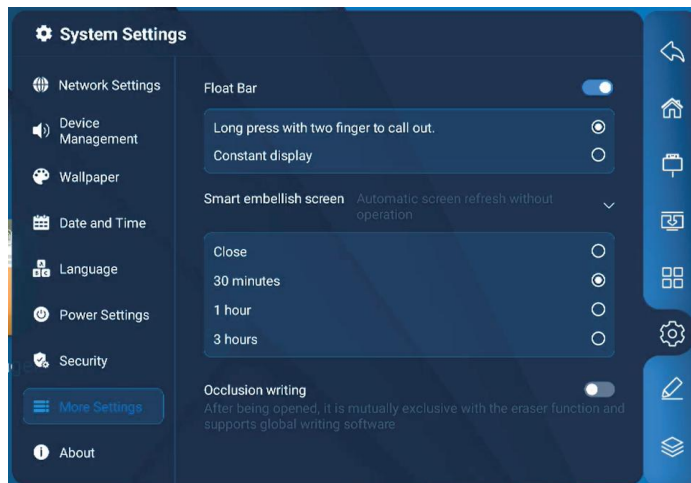 System Settings
Network Settings
Device
Management
Wallpaper
Date and Time
Language
Power Settings
Security
More Settings
About
Float Bar
Long press with two finger to call out.
Constant display
Smart embellish screen Automatic screen refresh without
operation
Close
30 minutes
1 hour
3 hours
Occlusion writing
After being opened, it is mutually exclusive with the eraser function and
supports global writing software